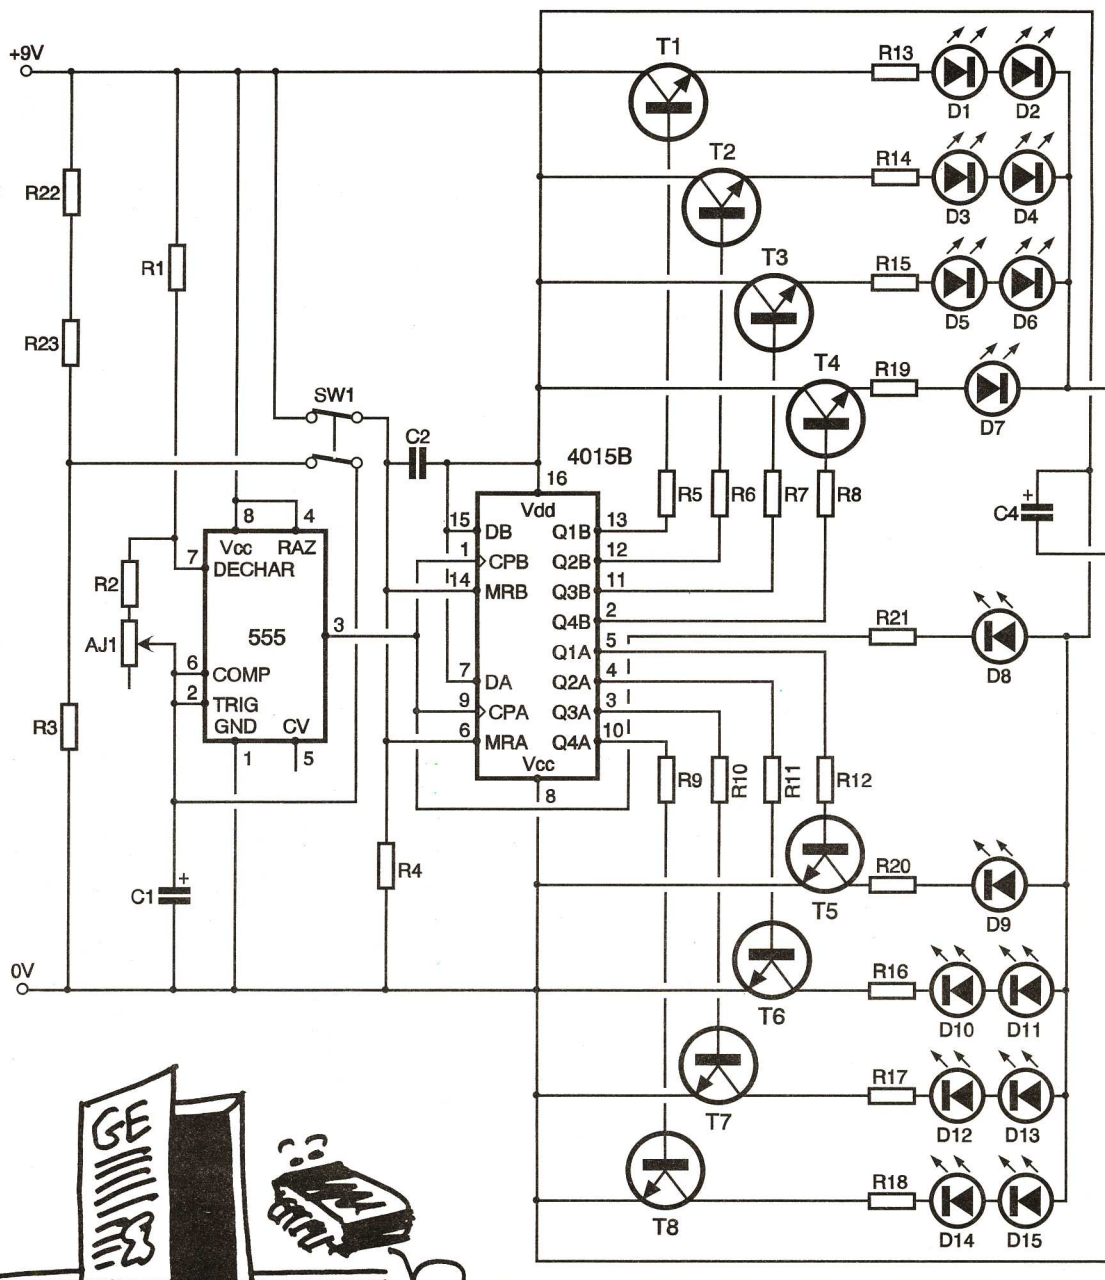 +9V
T1
R13
D1
D2
T2
R14
D3
D4
R22
R1
T3
R15
D5
D6
R23
T4
R19
D7
SW1
C2
4015B
16
Vdd
R5
R6
R7
R8
+
C4
8
4
Vcc
RAZ
7
DECHAR
R2
AJ1
555
3
6
COMP
2
TRIG
GND
CV
1
5
R3
15
DB
Q1B
13
1
CPB
Q2B
12
14
MRB
Q3B
11
Q4B
2
Q1A
5
7
DA
Q2A
4
9
CPA
Q3A
3
6
MRA
Q4A
10
Vcc
8
R21
D8
R9
R10
R11
R12
R4
+
C1
T5
R20
D9
0V
T6
R16
D10
D11
T7
R17
D12
D13
T8
R18
D14
D15
GE